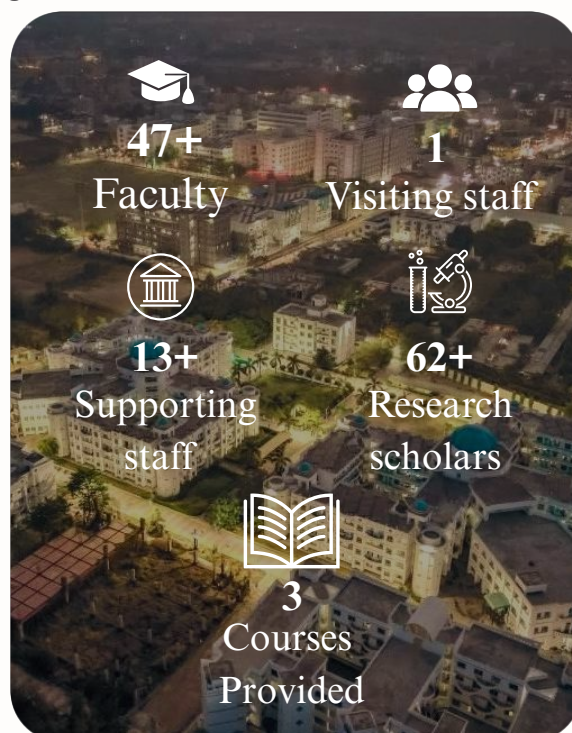 47+
Faculty
1
Visiting staff
13+
Supporting
staff
62+
Research
scholars
3
Courses
Provided